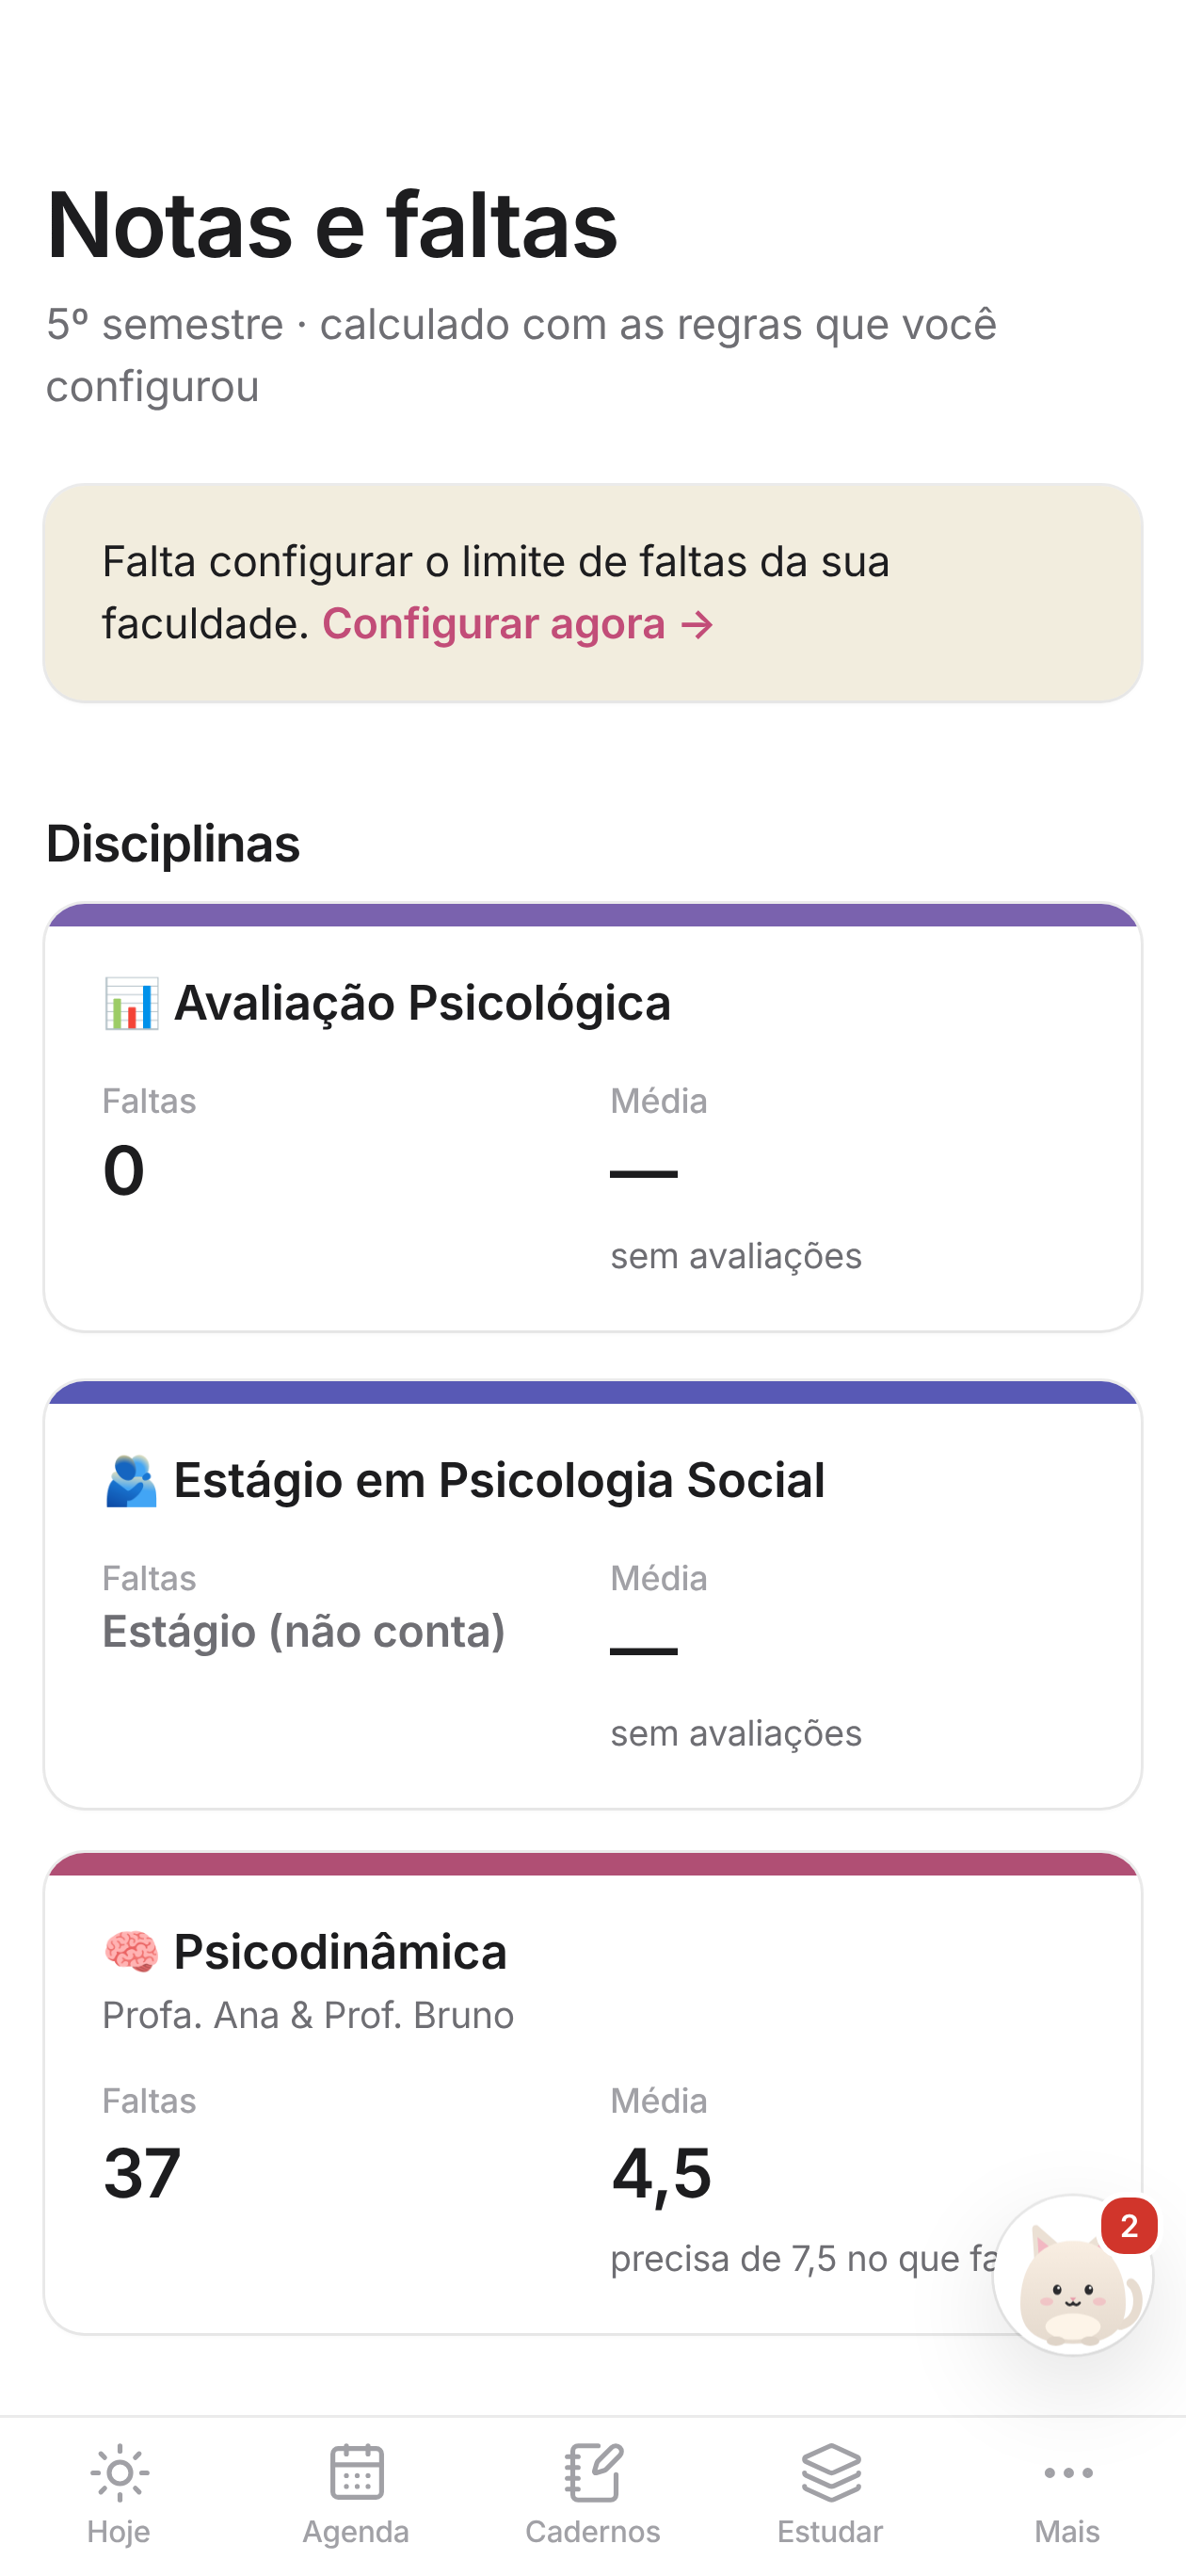 Notas e faltas
5º semestre · calculado com as regras que você
configurou
Falta configurar o limite de faltas da sua
faculdade. Configurar agora →
Disciplinas
Avaliação Psicológica
Faltas
Média
0
—
sem avaliações
Estágio em Psicologia Social
Faltas
Média
Estágio (não conta)
—
sem avaliações
Psicodinâmica
Profa. Ana & Prof. Bruno
Faltas
Média
37
4,5
precisa de 7,5 no que
2
Hoje
Agenda
Cadernos
Estudar
Mais